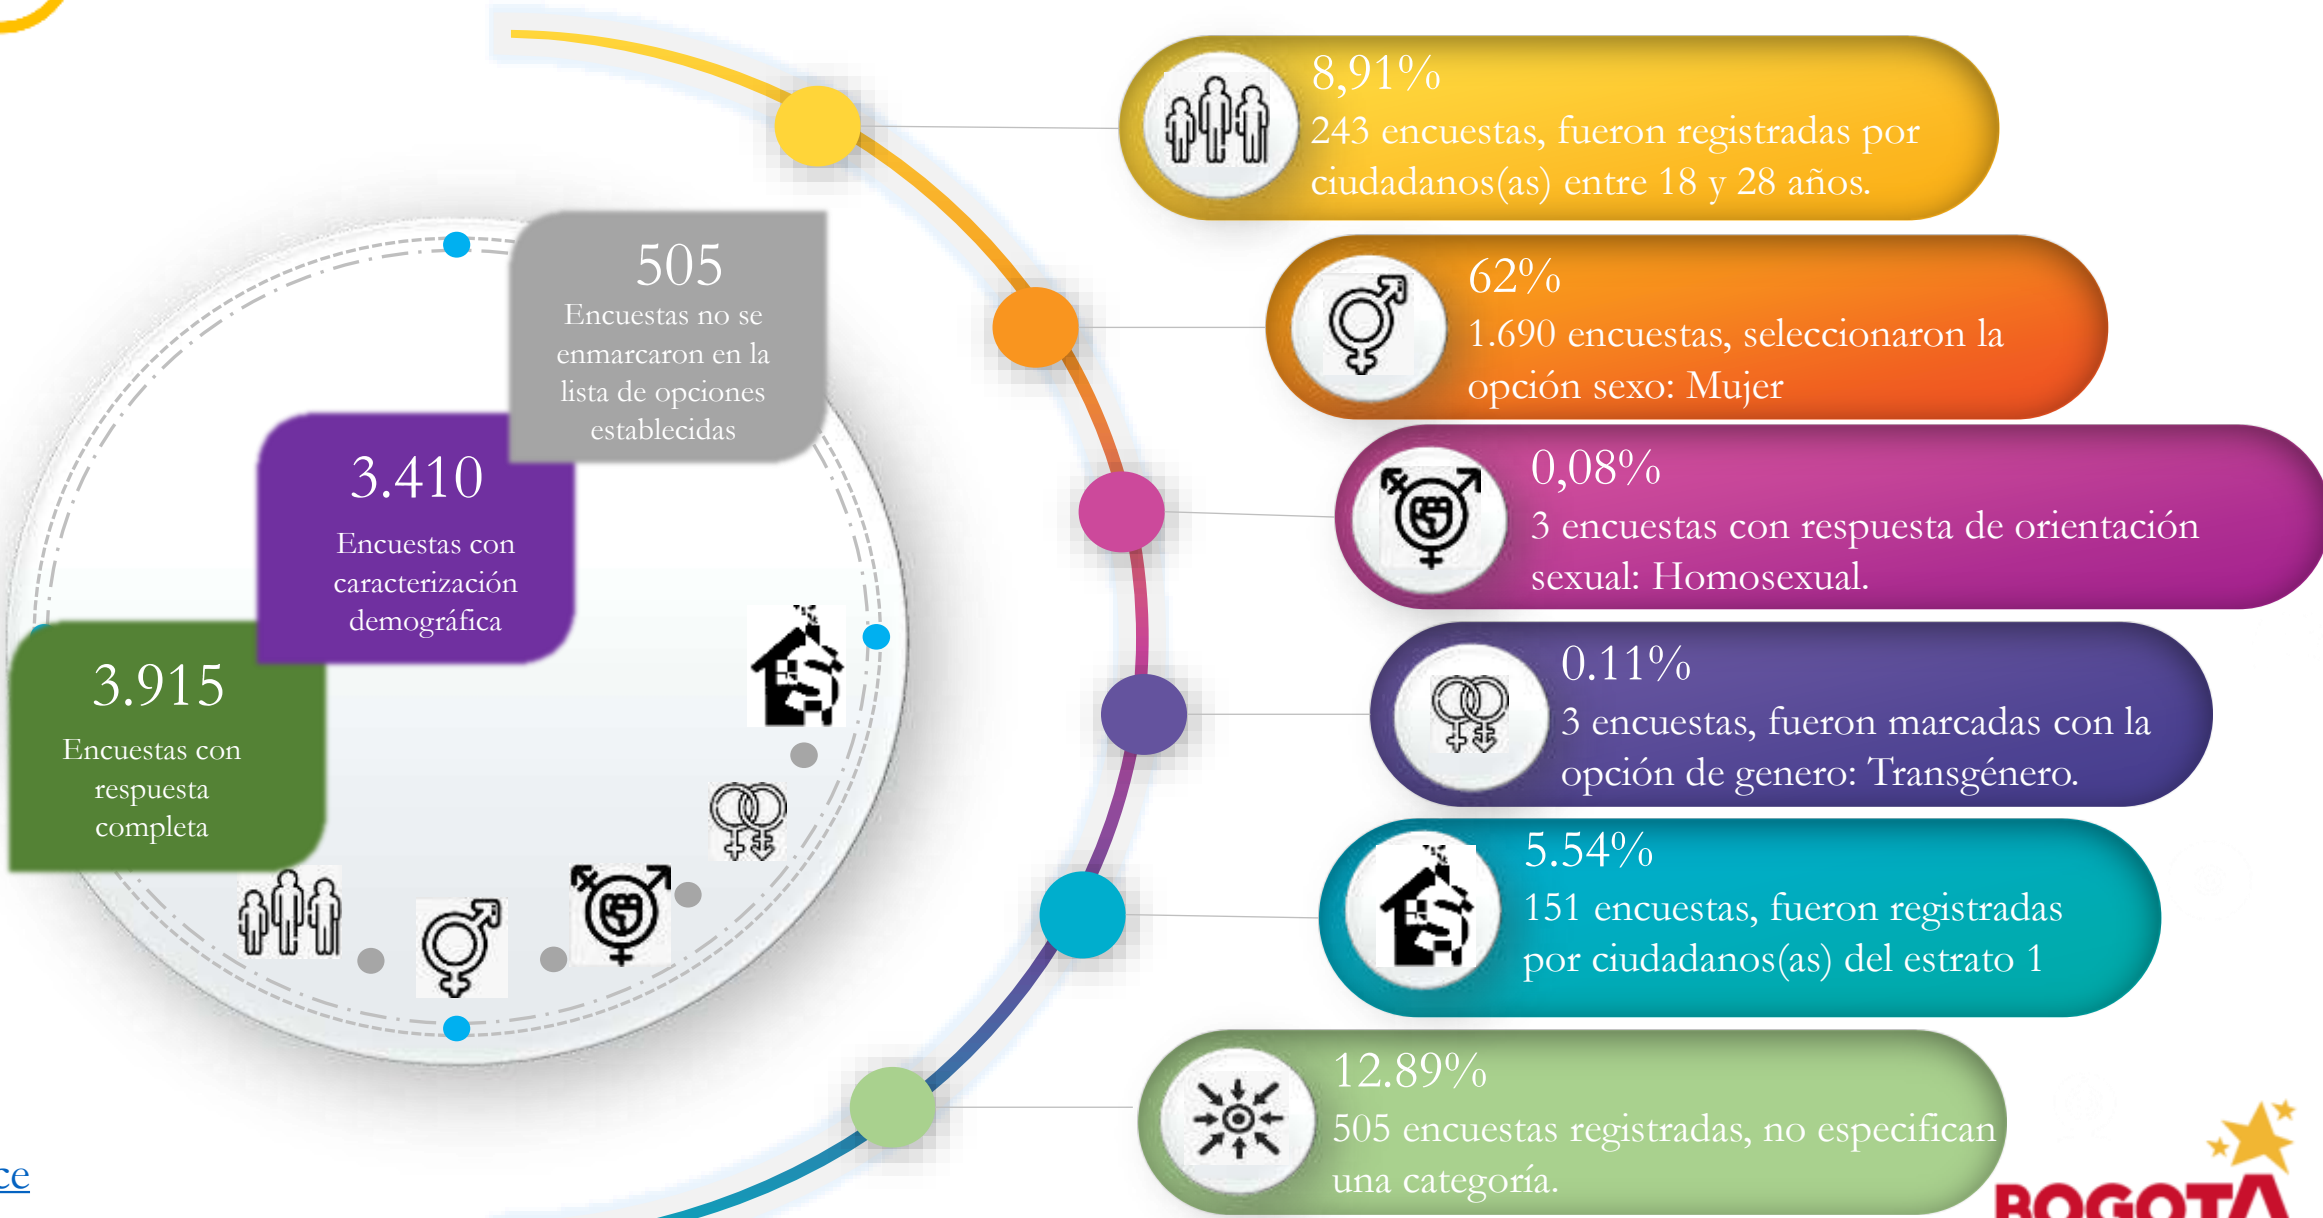 505
Encuestas no se
enmarcaron en la
lista de opciones
establecidas
3.410
Encuestas con
caracterización
demográfica
3.915
Encuestas con
respuesta
completa
8,91%
243 encuestas, fueron registradas por
ciudadanos(as) entre 18 y 28 años.
62%
1.690 encuestas, seleccionaron la
opción sexo: Mujer
0,08%
3 encuestas con respuesta de orientación
sexual: Homosexual.
0.11%
3 encuestas, fueron marcadas con la
opción de genero: Transgénero.
5.54%
151 encuestas, fueron registradas
por ciudadanos(as) del estrato 1
12.89%
505 encuestas registradas, no especifican
una categoría.
BOGOTÁ